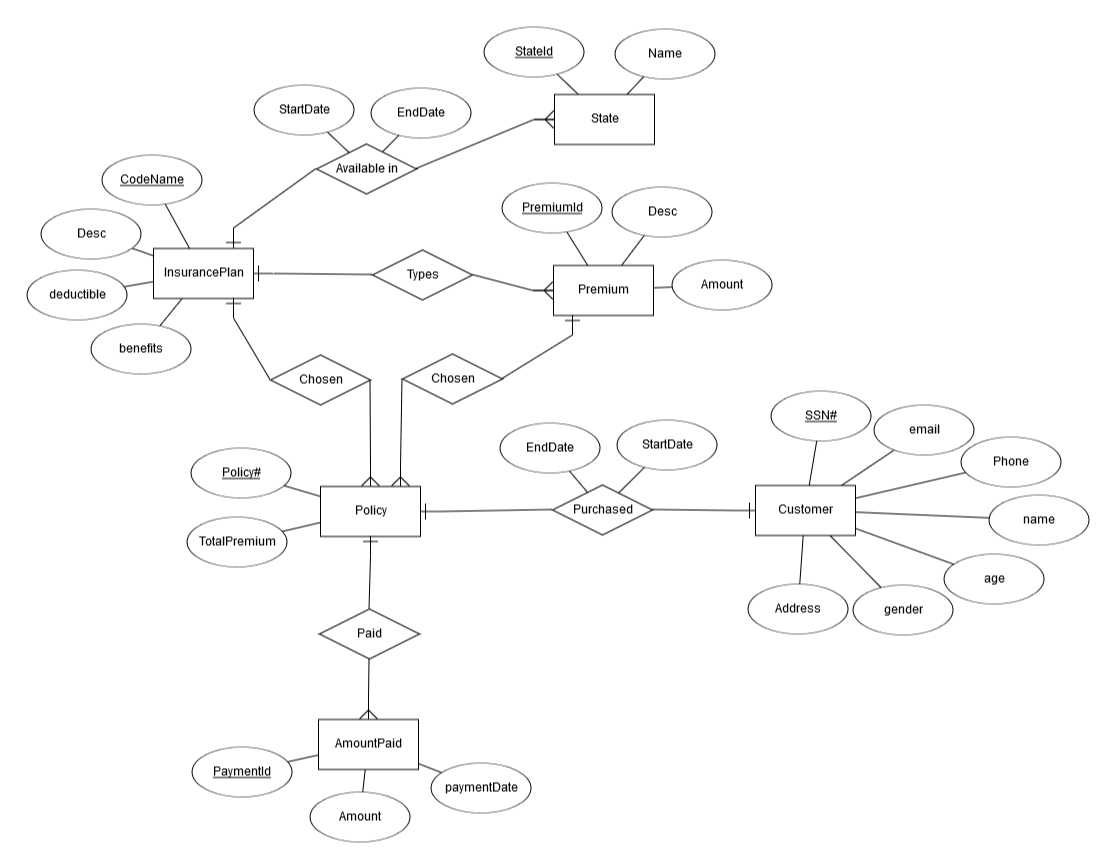 StateId
Name
StartDate
EndDate
State
Available in
CodeName
PremiumId
Desc
Desc
InsurancePlan
Types
Premium
Amount
deductible
benefits
Chosen
Chosen
SSN#
email
EndDate
StartDate
Phone
Policy#
Policy
Purchased
Customer
name
TotalPremium
age
Address
gender
Paid
AmountPaid
PaymentId
paymentDate
Amount